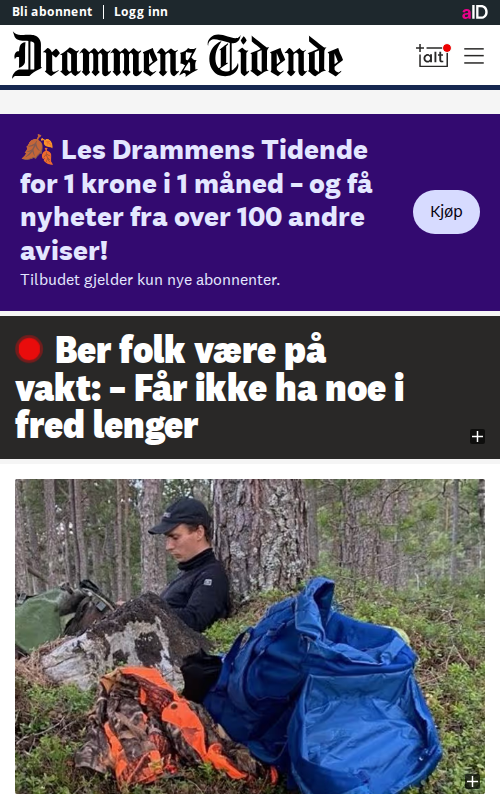 Bli abonnent | Logg inn
aID
Drammens Tidende
+alt
🍂 Les Drammens Tidende
for 1 krone i 1 måned – og få
nyheter fra over 100 andre
aviser!
Kjøp
Tilbudet gjelder kun nye abonnenter.
Ber folk være på
vakt: – Får ikke ha noe i
fred lenger